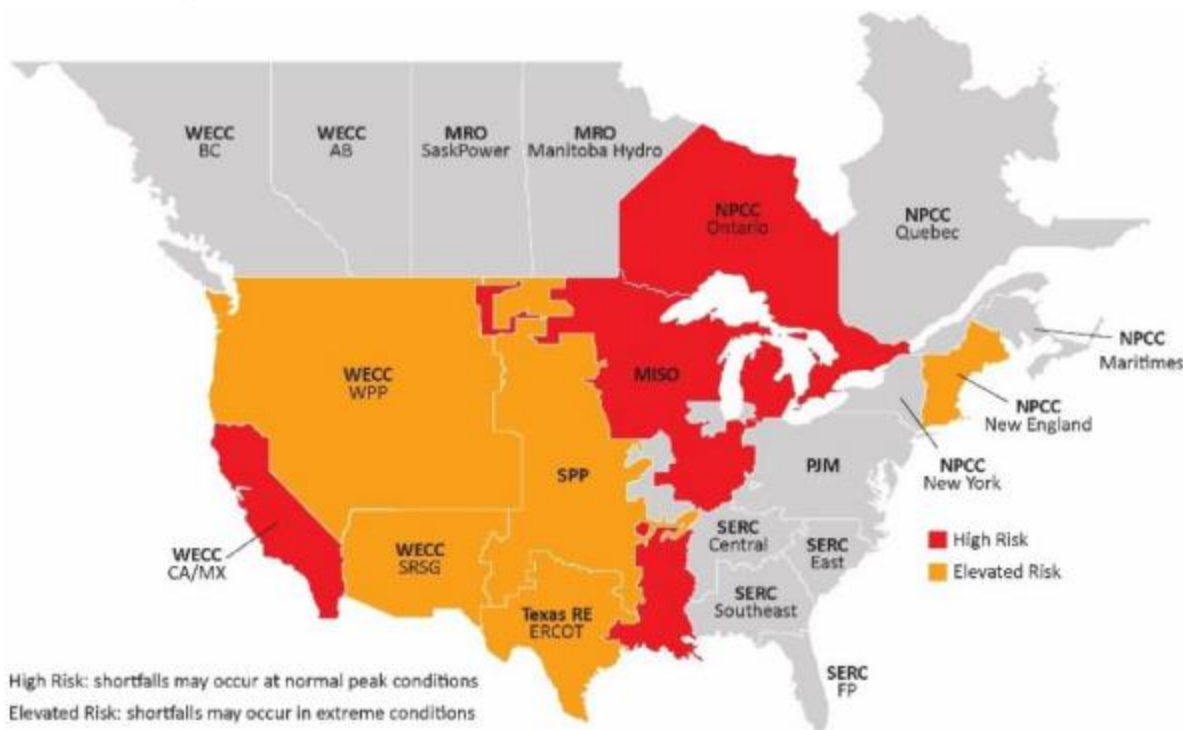 WECC
BC
WECC
AB
MRO
SaskPower
MRO
Manitoba Hydro
NPCC
Ontario
NPCC
Quebec
NPCC
Maritimes
WECC
WPP
MISO
NPCC
New England
SPP
PJM
NPCC
New York
WECC
CA/MX
WECC
SRSG
SERC
Central
SERC
East
High Risk
Elevated Risk
SERC
Southeast
Texas RE
ERCOT
SERC
FP
High Risk: shortfalls may occur at normal peak conditions
Elevated Risk: shortfalls may occur in extreme conditions